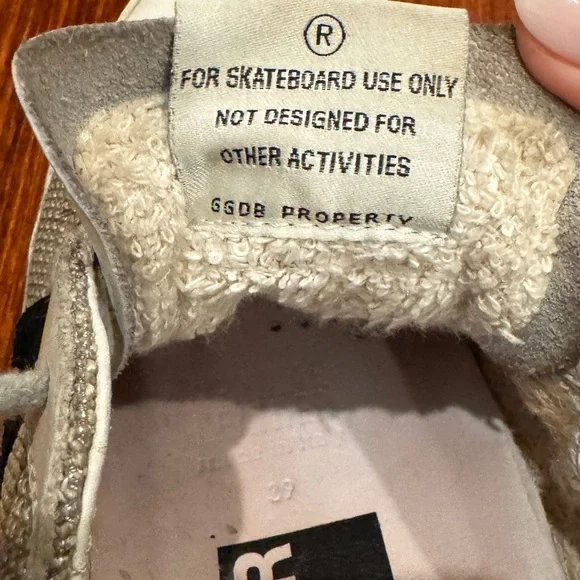 ®
FOR SKATEBOARD USE ONLY
NOT DESIGNED FOR
OTHER ACTIVITIES
GGDB PROPERTY
39
R